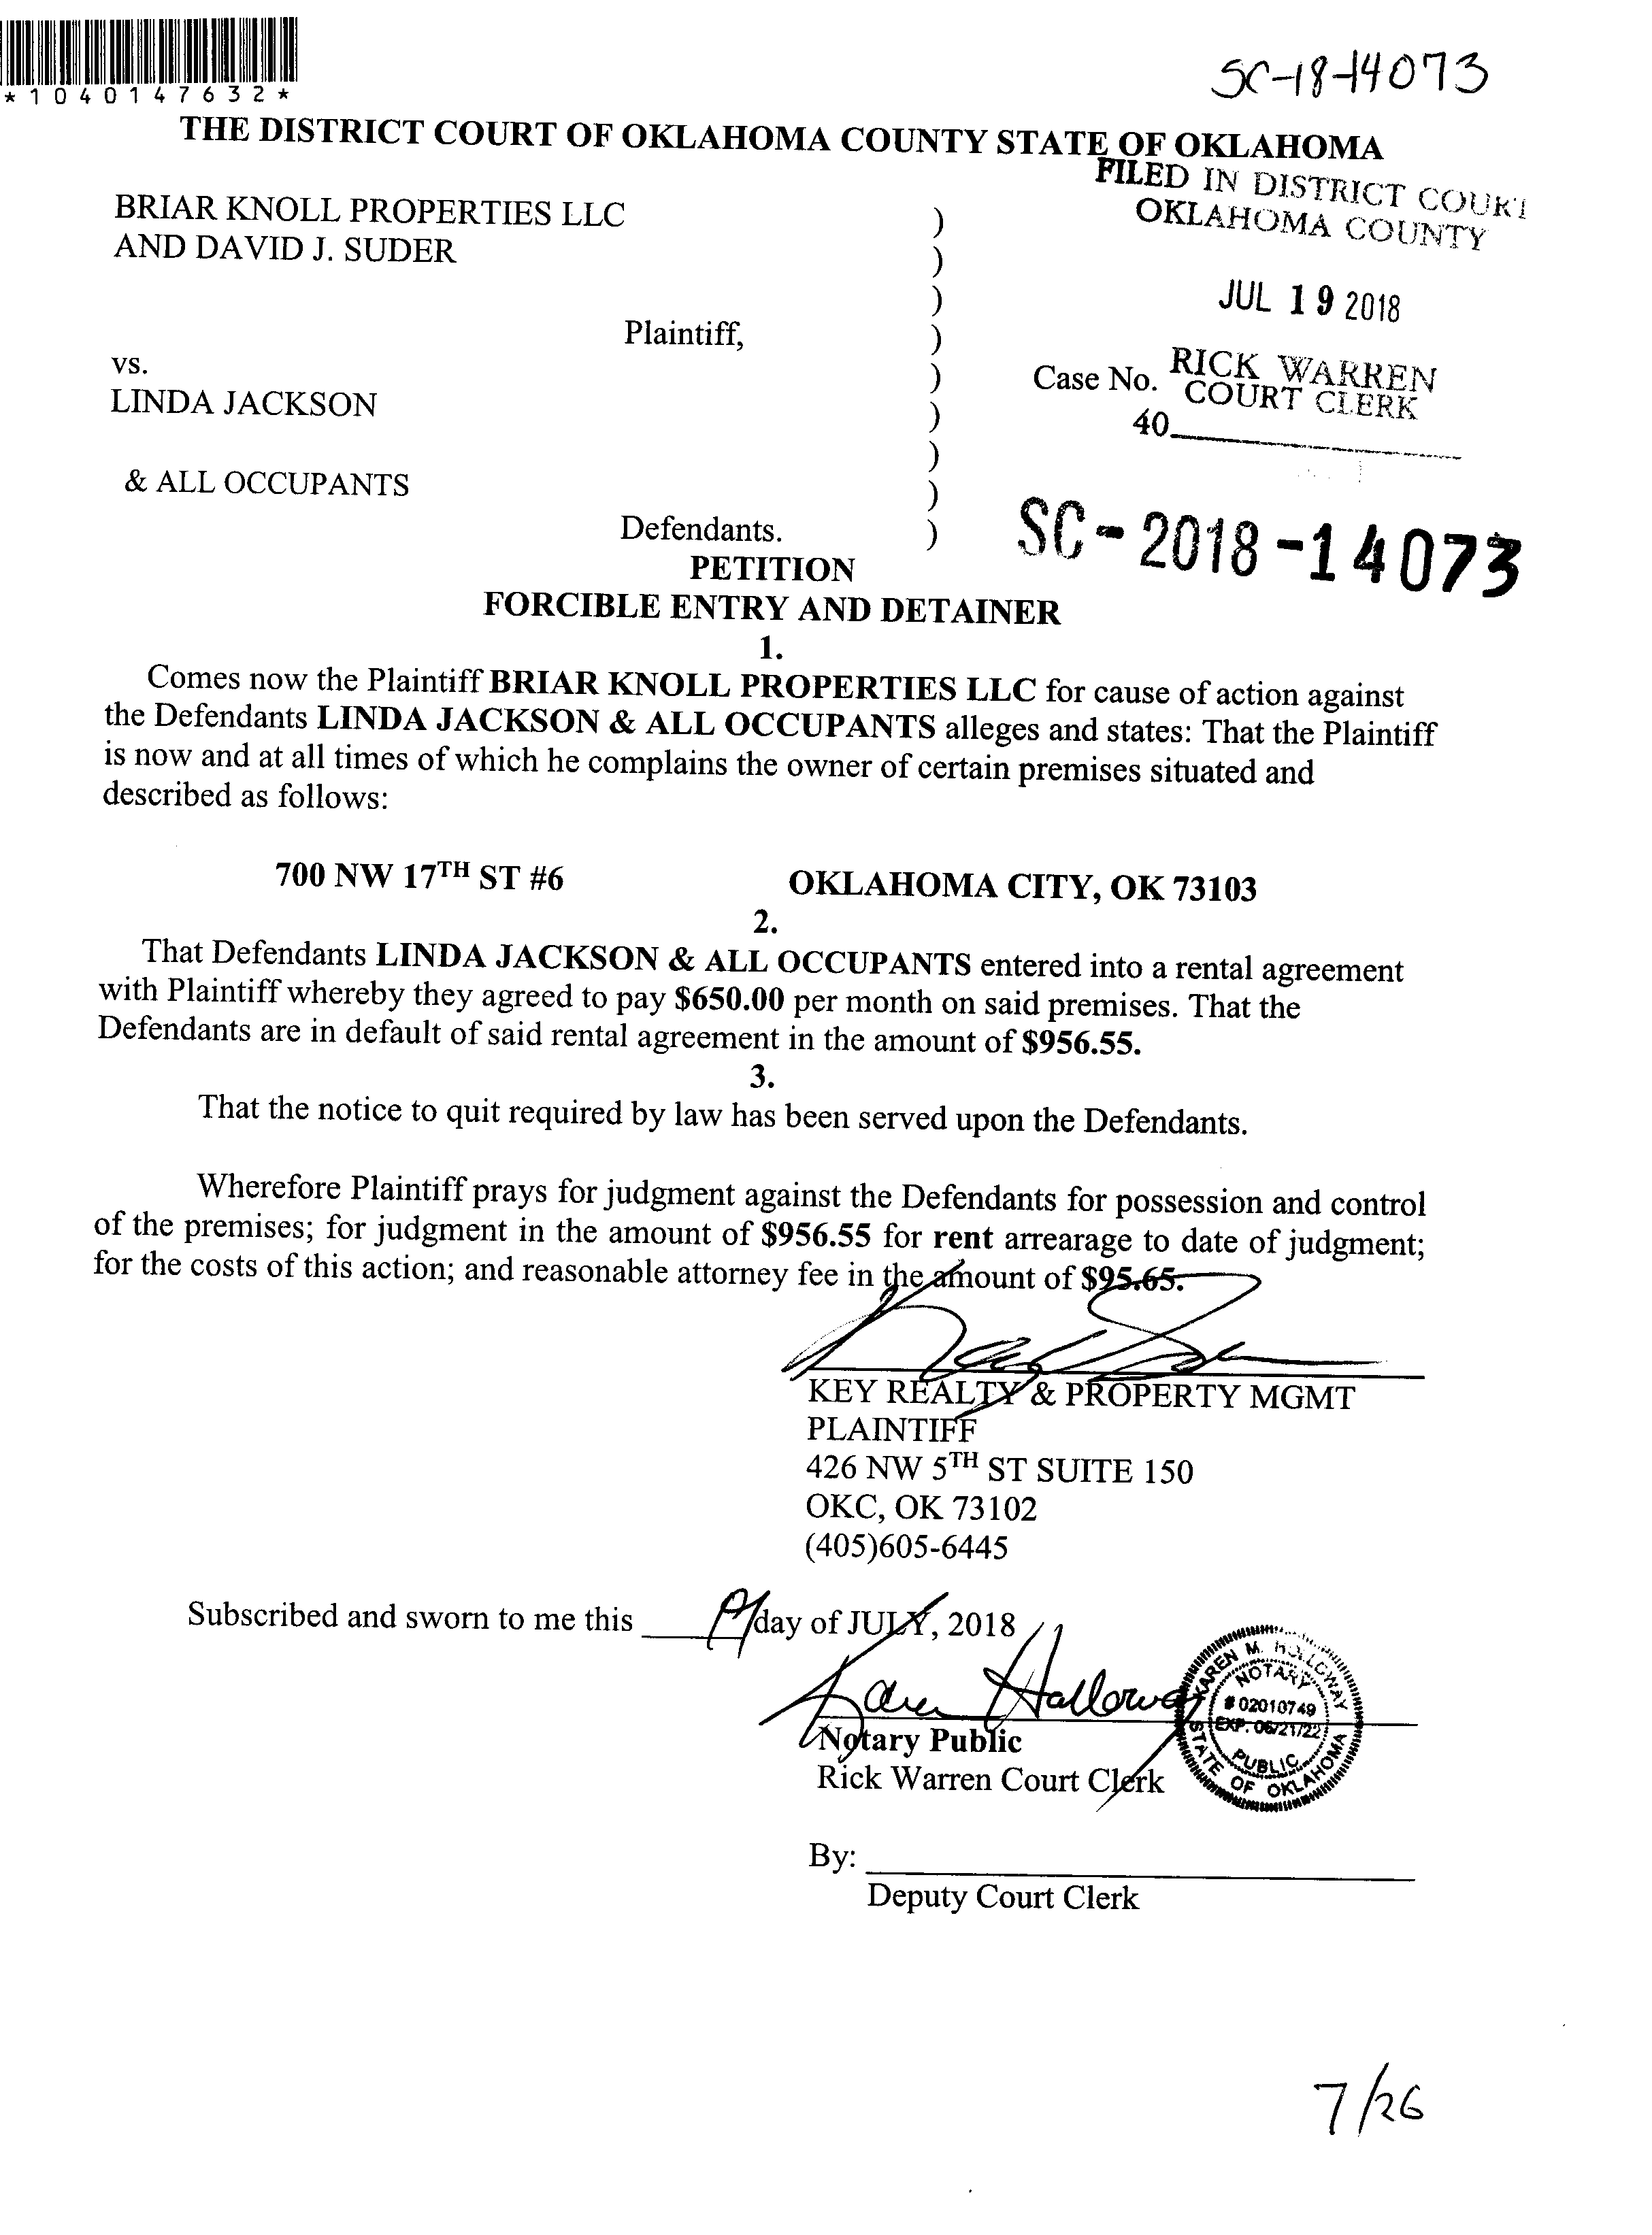 *1040147632*
SC-18-14073
THE DISTRICT COURT OF OKLAHOMA COUNTY STATE OF OKLAHOMA
FILED IN DISTRICT COURT
OKLAHOMA COUNTY
BRIAR KNOLL PROPERTIES LLC )
AND DAVID J. SUDER )
)
JUL 19 2018
Plaintiff, )
vs. )
RICK WARREN
Case No.
COURT CLERK
LINDA JACKSON )
40
)
& ALL OCCUPANTS )
Defendants. )
SC-2018-14073
PETITION
FORCIBLE ENTRY AND DETAINER
1.
Comes now the Plaintiff BRIAR KNOLL PROPERTIES LLC for cause of action against
the Defendants LINDA JACKSON & ALL OCCUPANTS alleges and states: That the Plaintiff
is now and at all times of which he complains the owner of certain premises situated and
described as follows:
700 NW 17TH ST #6 OKLAHOMA CITY, OK 73103
2.
That Defendants LINDA JACKSON & ALL OCCUPANTS entered into a rental agreement
with Plaintiff whereby they agreed to pay $650.00 per month on said premises. That the
Defendants are in default of said rental agreement in the amount of $956.55.
3.
That the notice to quit required by law has been served upon the Defendants.
Wherefore Plaintiff prays for judgment against the Defendants for possession and control
of the premises; for judgment in the amount of $956.55 for rent arrearage to date of judgment;
for the costs of this action; and reasonable attorney fee in the amount of $95.65.
KEY REALTY & PROPERTY MGMT
PLAINTIFF
426 NW 5TH ST SUITE 150
OKC, OK 73102
(405)605-6445
Subscribed and sworn to me this day of JULY, 2018
Karen Holloway
Notary Public
Rick Warren Court Clerk
KAREN M. HOLLOWAY
NOTARY
# 02010749
EXP. 06/21/22
PUBLIC
STATE OF OKLAHOMA
By:
Deputy Court Clerk
7/26